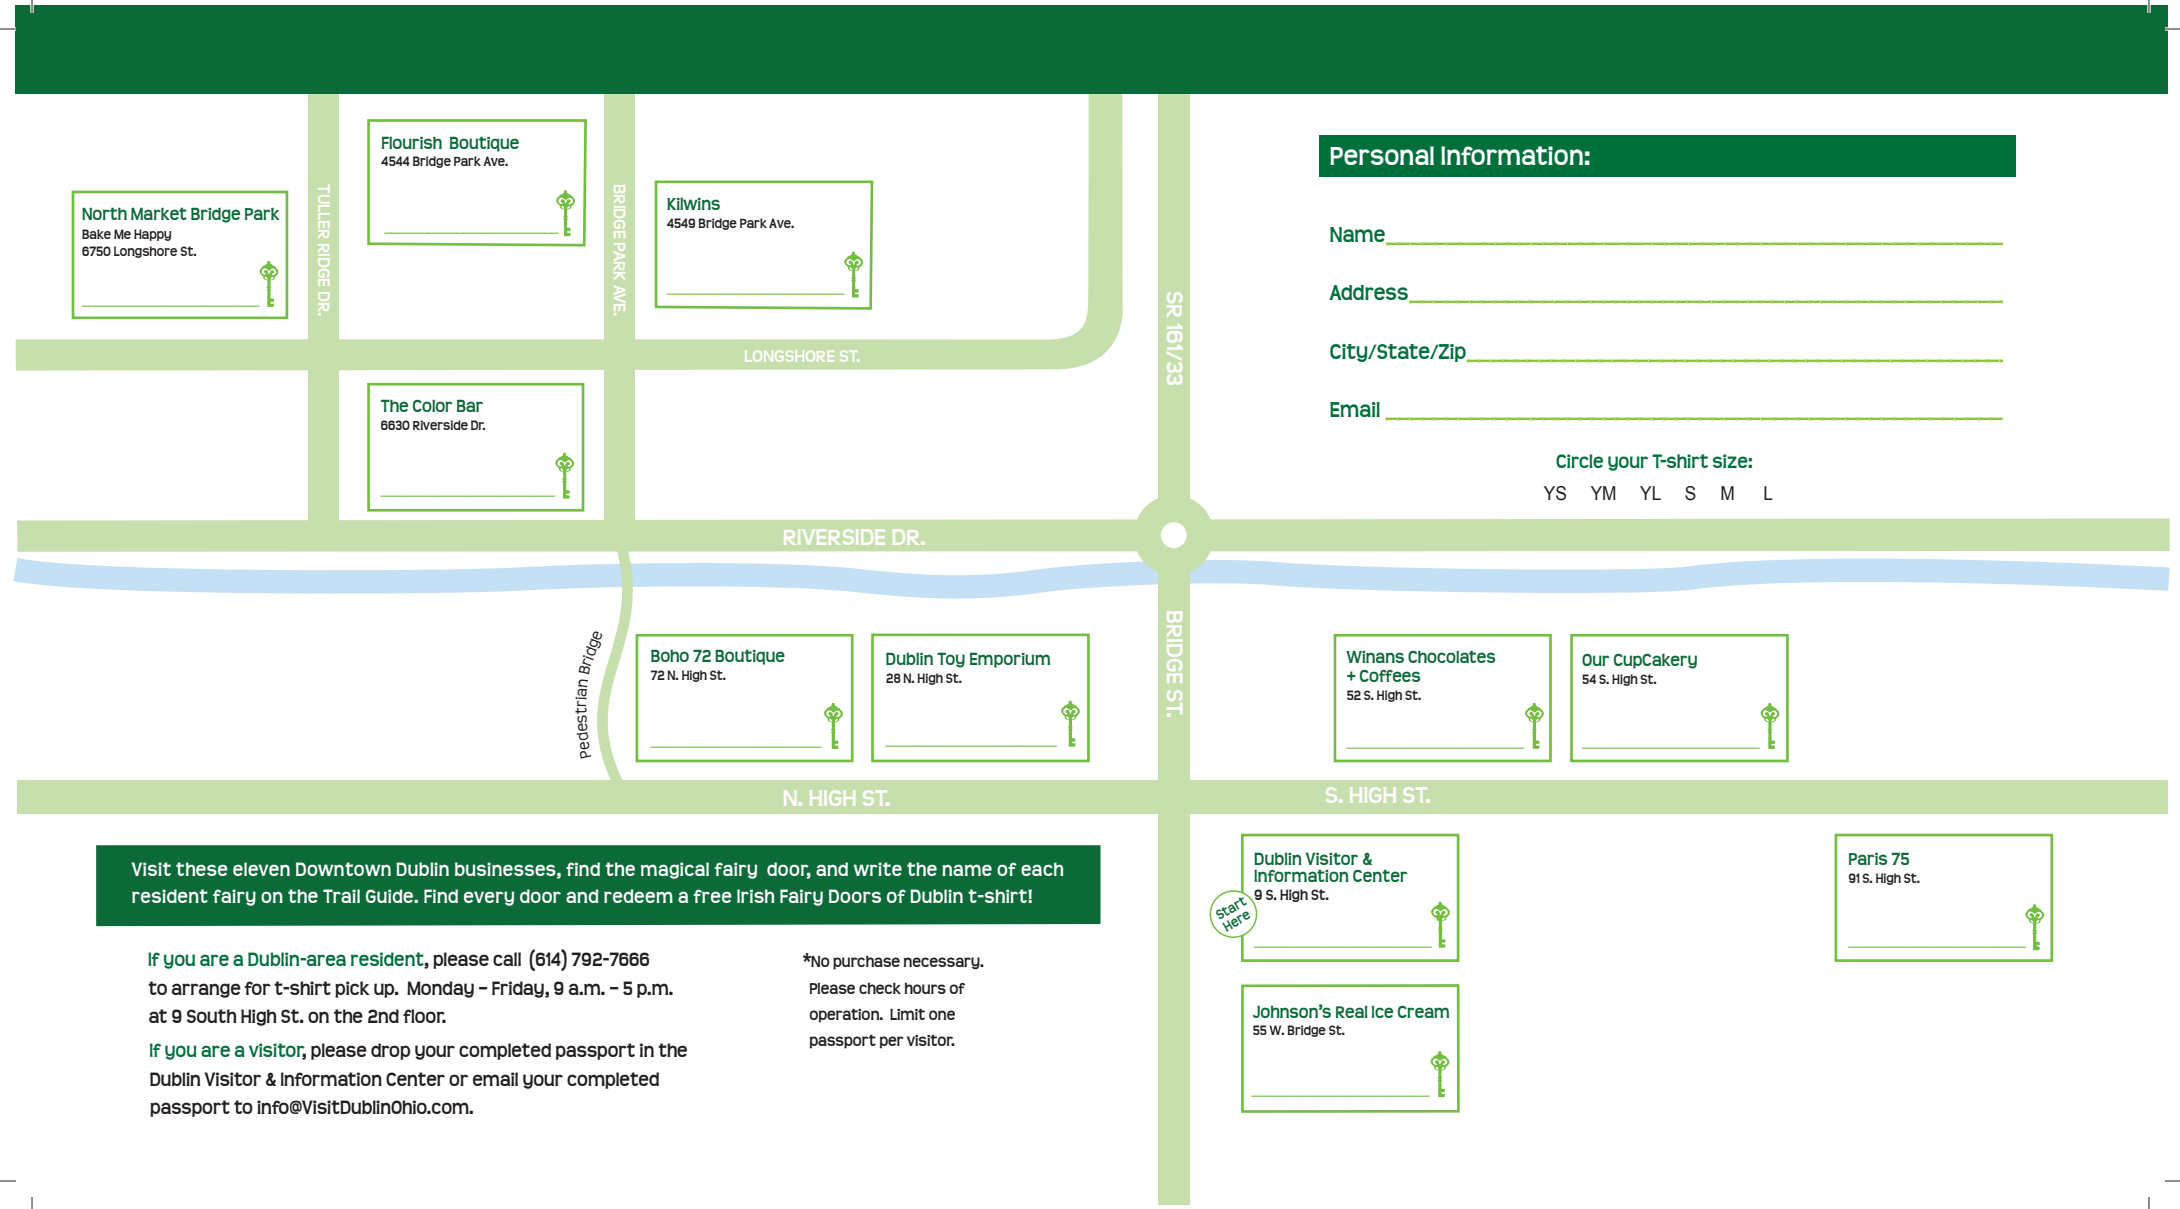 Flourish Boutique
4544 Bridge Park Ave.
North Market Bridge Park
Bake Me Happy
6750 Longshore St.
TULLER RIDGE DR.
BRIDGE PARK AVE.
Kilwins
4549 Bridge Park Ave.
LONGSHORE ST.
SR 161/33
The Color Bar
6630 Riverside Dr.
RIVERSIDE DR.
Personal Information:
Name
Address
City/State/Zip
Email
Circle your T-shirt size:
YS YM YL S M L
Pedestrian Bridge
Boho 72 Boutique
72 N. High St.
Dublin Toy Emporium
28 N. High St.
BRIDGE ST.
Winans Chocolates
+ Coffees
52 S. High St.
Our CupCakery
54 S. High St.
N. HIGH ST.
S. HIGH ST.
Visit these eleven Downtown Dublin businesses, find the magical fairy door, and write the name of each
resident fairy on the Trail Guide. Find every door and redeem a free Irish Fairy Doors of Dublin t-shirt!
If you are a Dublin-area resident, please call (614) 792-7666
to arrange for t-shirt pick up. Monday – Friday, 9 a.m. – 5 p.m.
at 9 South High St. on the 2nd floor.
If you are a visitor, please drop your completed passport in the
Dublin Visitor & Information Center or email your completed
passport to info@VisitDublinOhio.com.
*No purchase necessary.
Please check hours of
operation. Limit one
passport per visitor.
Dublin Visitor &
Information Center
9 S. High St.
Start
Here
Paris 75
91 S. High St.
Johnson's Real Ice Cream
55 W. Bridge St.